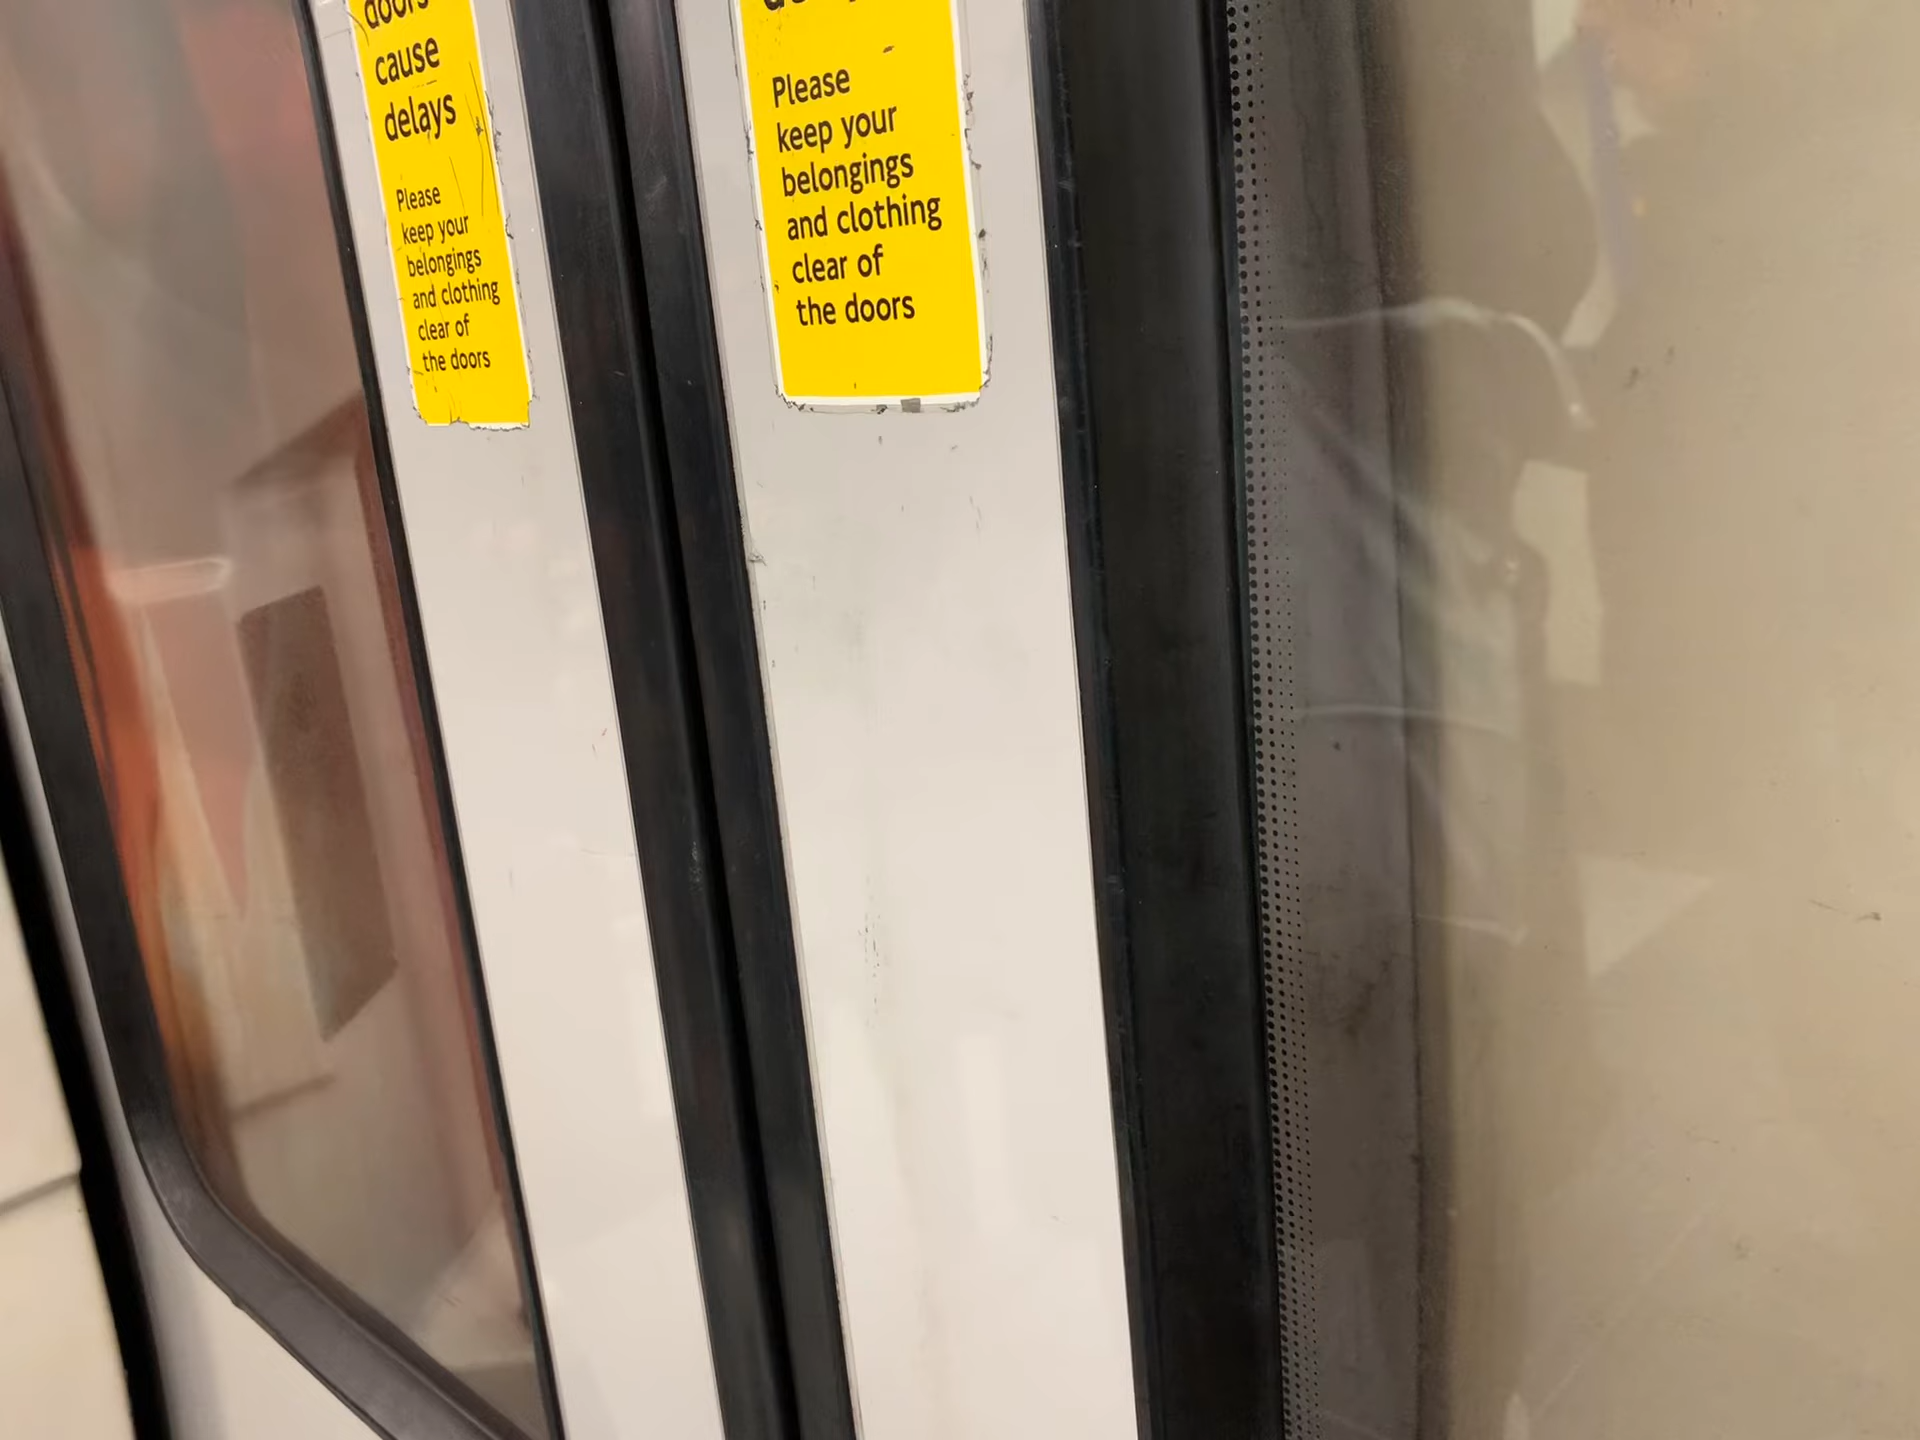 doors
cause
delays
Please
keep your
belongings
and clothing
clear of
the doors
Please
keep your
belongings
and clothing
clear of
the doors